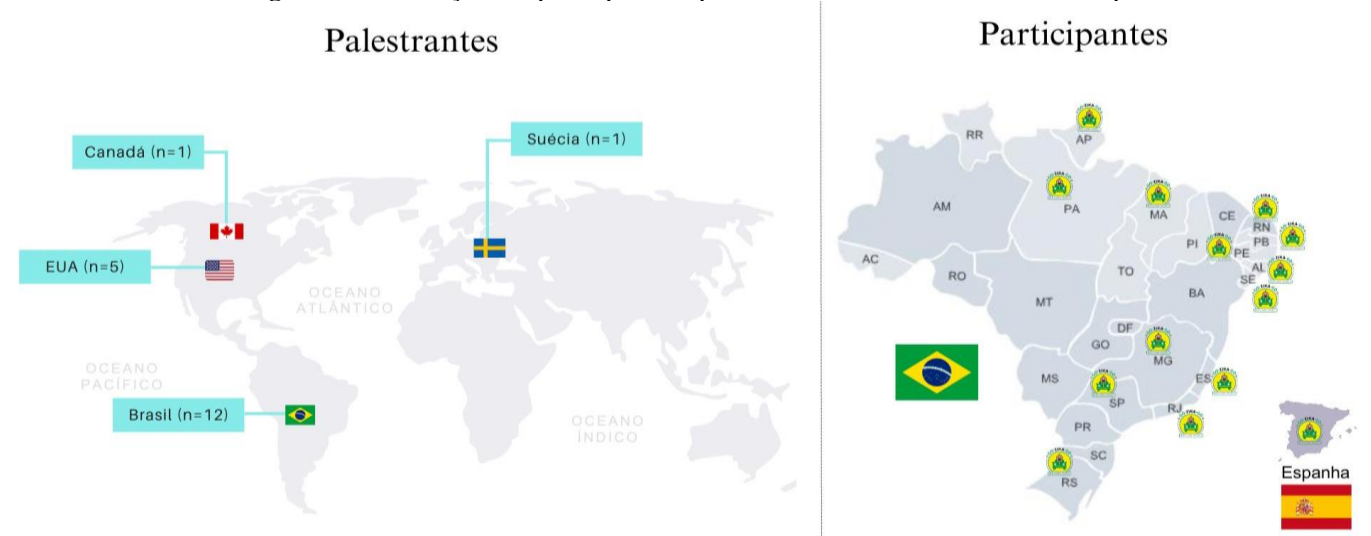 Palestrantes
Canadá (n=1)
Suécia (n=1)
EUA (n=5)
OCEANO
ATLÂNTICO
OCEANO
PACÍFICO
Brasil (n=12)
OCEANO
ÍNDICO
Participantes
RR
AP
AM
PA
MA
CE
RN
PI
PB
PE
AC
RO
TO
AL
SE
MT
BA
DF
GO
MG
MS
ES
SP
RJ
PR
SC
RS
Espanha